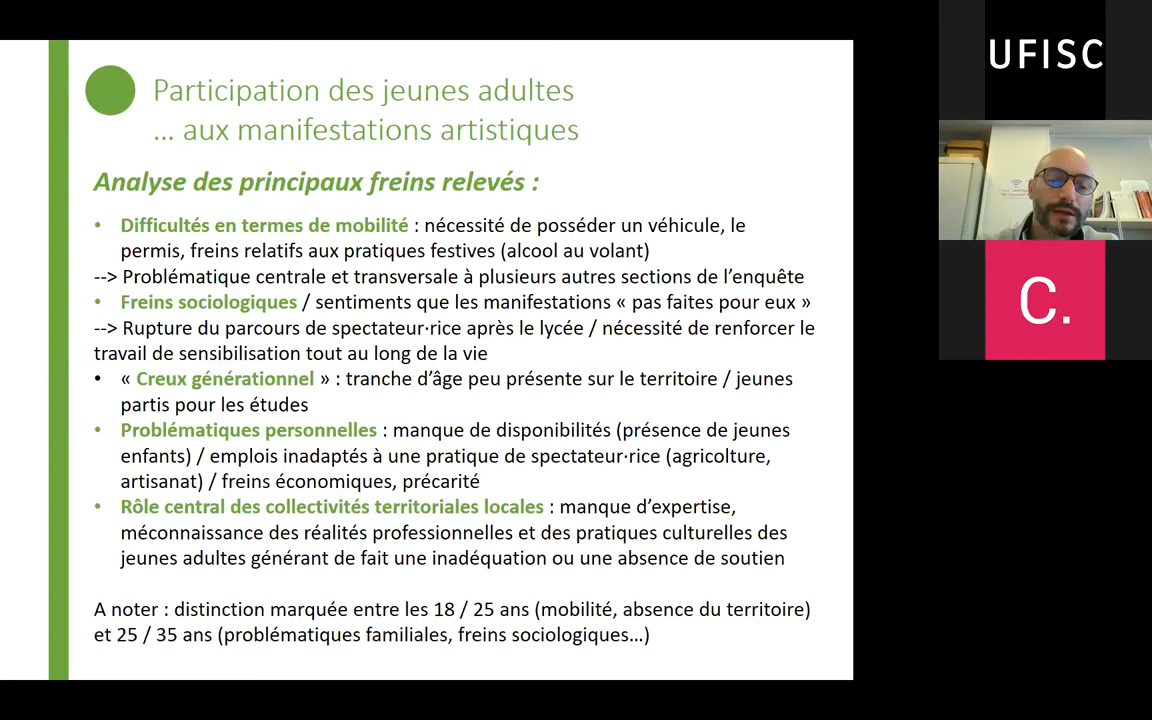 Participation des jeunes adultes
… aux manifestations artistiques
Analyse des principaux freins relevés :
• Difficultés en termes de mobilité : nécessité de posséder un véhicule, le
permis, freins relatifs aux pratiques festives (alcool au volant)
--> Problématique centrale et transversale à plusieurs autres sections de l’enquête
• Freins sociologiques / sentiments que les manifestations « pas faites pour eux »
--> Rupture du parcours de spectateur·rice après le lycée / nécessité de renforcer le
travail de sensibilisation tout au long de la vie
• « Creux générationnel » : tranche d’âge peu présente sur le territoire / jeunes
partis pour les études
• Problématiques personnelles : manque de disponibilités (présence de jeunes
enfants) / emplois inadaptés à une pratique de spectateur·rice (agricolture,
artisanat) / freins économiques, précarité
• Rôle central des collectivités territoriales locales : manque d’expertise,
méconnaissance des réalités professionnelles et des pratiques culturelles des
jeunes adultes générant de fait une inadéquation ou une absence de soutien
A noter : distinction marquée entre les 18 / 25 ans (mobilité, absence du territoire)
et 25 / 35 ans (problématiques familiales, freins sociologiques…)
UFISC
C.